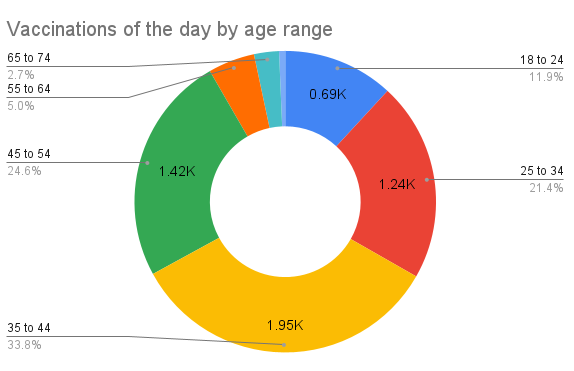 Vaccinations of the day by age range
65 to 74
2.7%
55 to 64
5.0%
45 to 54
24.6%
35 to 44
33.8%
18 to 24
11.9%
25 to 34
21.4%
0.69K
1.24K
1.42K
1.95K